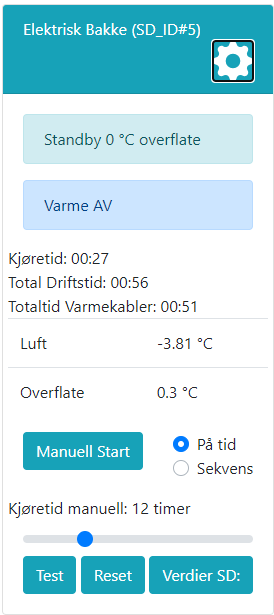 Elektrisk Bakke (SD_ID#5)
Standby 0 °C overflate
Varme AV
Kjøretid: 00:27
Total Driftstid: 00:56
Totaltid Varmekabler: 00:51
Luft -3.81 °C
Overflate 0.3 °C
Manuell Start
På tid
Sekvens
Kjøretid manuell: 12 timer
Test Reset Verdier SD: